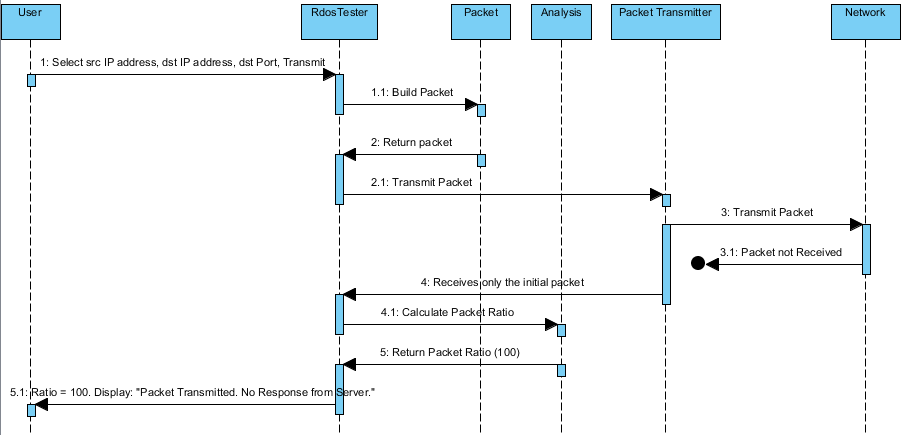 User
RdosTester
Packet
Analysis
Packet Transmitter
Network
1: Select src IP address, dst IP address, dst Port, Transmit
1.1: Build Packet
2: Return packet
2.1: Transmit Packet
3: Transmit Packet
3.1: Packet not Received
4: Receives only the initial packet
4.1: Calculate Packet Ratio
5: Return Packet Ratio (100)
5.1: Ratio = 100. Display: "Packet Transmitted. No Response from Server."